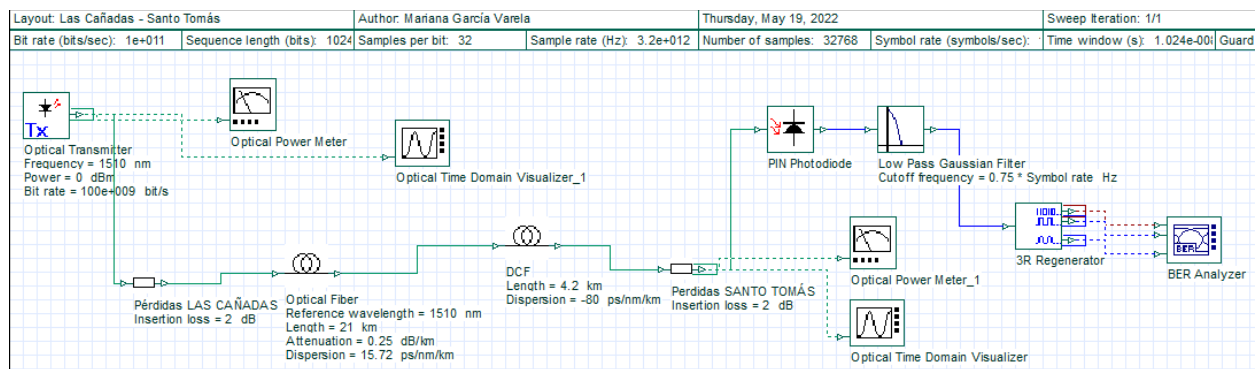 Layout: Las Cañadas - Santo Tomás
Author: Mariana García Varela
Thursday, May 19, 2022
Sweep Iteration: 1/1
Bit rate (bits/sec): 1e+011
Sequence length (bits): 1024
Samples per bit: 32
Sample rate (Hz): 3.2e+012
Number of samples: 32768
Symbol rate (symbols/sec):
Time window (s): 1.024e-00
Guard
Tx
Optical Transmitter
Frequency = 1510 nm
Power = 0 dBm
Bit rate = 100e+009 bit/s
Optical Power Meter
Optical Time Domain Visualizer_1
PIN Photodiode
Low Pass Gaussian Filter
Cutoff frequency = 0.75 * Symbol rate Hz
3R Regenerator
BER
BER Analyzer
Pérdidas LAS CAÑADAS
Insertion loss = 2 dB
Optical Fiber
Reference wavelength = 1510 nm
Length = 21 km
Attenuation = 0.25 dB/km
Dispersion = 15.72 ps/nm/km
DCF
Length = 4.2 km
Dispersion = -80 ps/nm/km
Perdidas SANTO TOMÁS
Insertion loss = 2 dB
Optical Power Meter_1
Optical Time Domain Visualizer